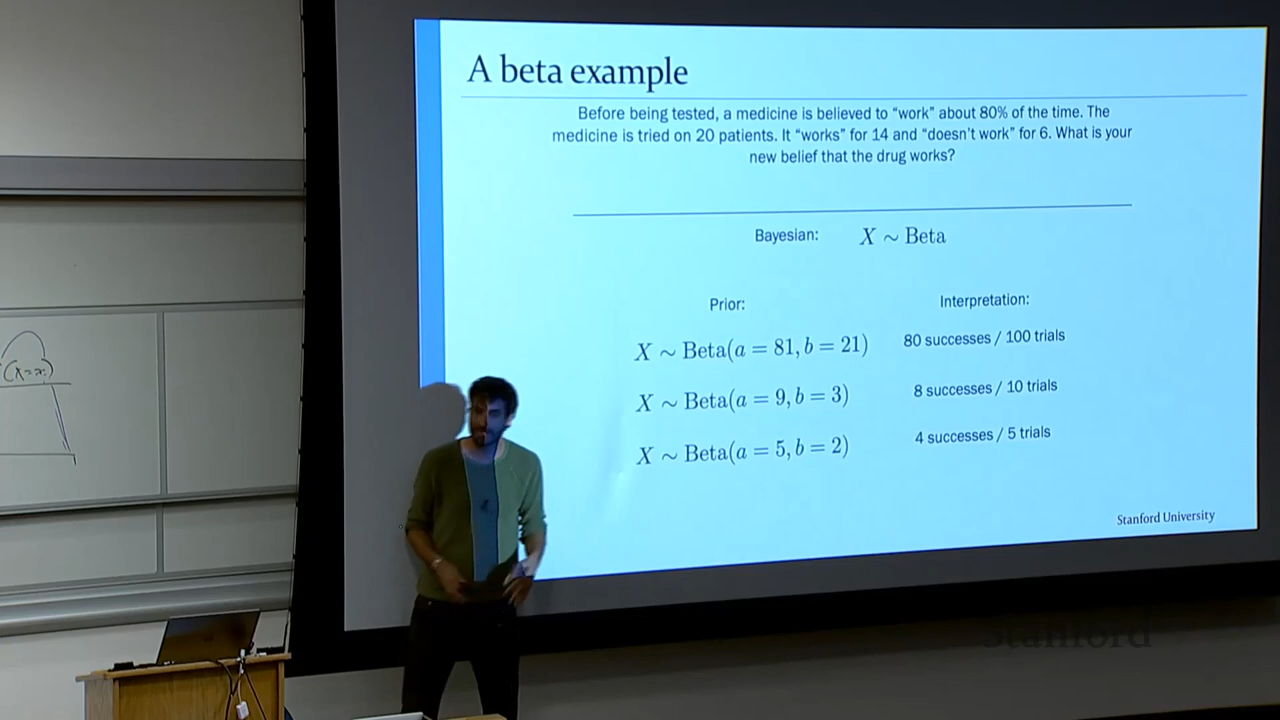 A beta example
Before being tested, a medicine is believed to “work” about 80% of the time. The
medicine is tried on 20 patients. It “works” for 14 and “doesn’t work” for 6. What is your
new belief that the drug works?
Bayesian: X ~ Beta
Prior: Interpretation:
X ~ Beta(a = 81, b = 21) 80 successes / 100 trials
X ~ Beta(a = 9, b = 3) 8 successes / 10 trials
X ~ Beta(a = 5, b = 2) 4 successes / 5 trials
Stanford University
Stanford